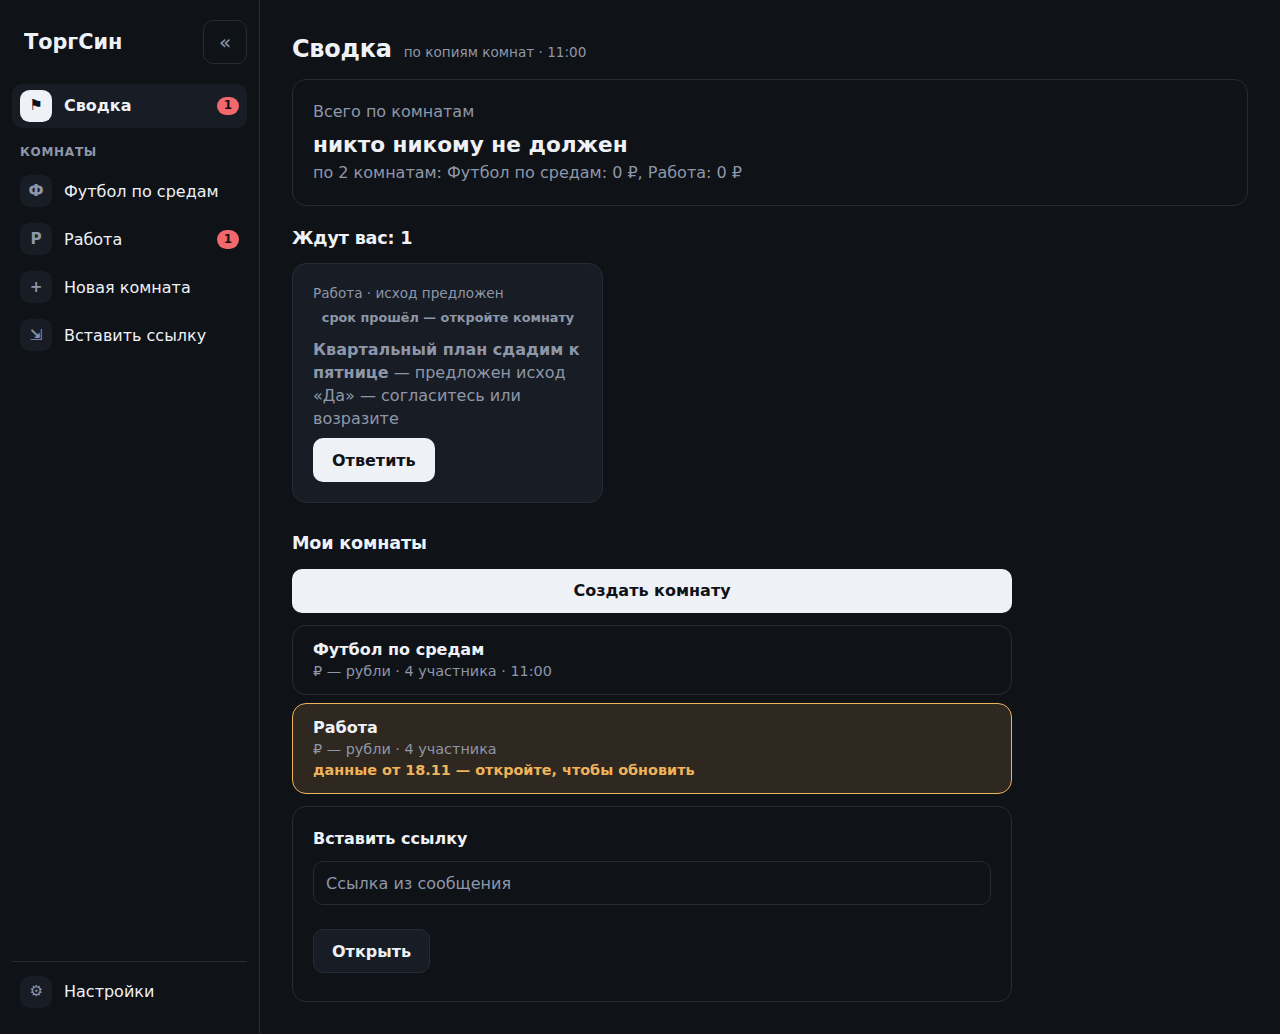 ТоргСин
«
⚑ Сводка 1
КОМНАТЫ
Ф Футбол по средам
Р Работа 1
+ Новая комната
⇲ Вставить ссылку
⚙ Настройки
Сводка по копиям комнат · 11:00
Всего по комнатам
никто никому не должен
по 2 комнатам: Футбол по средам: 0 ₽, Работа: 0 ₽
Ждут вас: 1
Работа · исход предложен
срок прошёл — откройте комнату
Квартальный план сдадим к
пятнице — предложен исход
«Да» — согласитесь или
возразите
Ответить
Мои комнаты
Создать комнату
Футбол по средам
₽ — рубли · 4 участника · 11:00
Работа
₽ — рубли · 4 участника
данные от 18.11 — откройте, чтобы обновить
Вставить ссылку
Ссылка из сообщения
Открыть